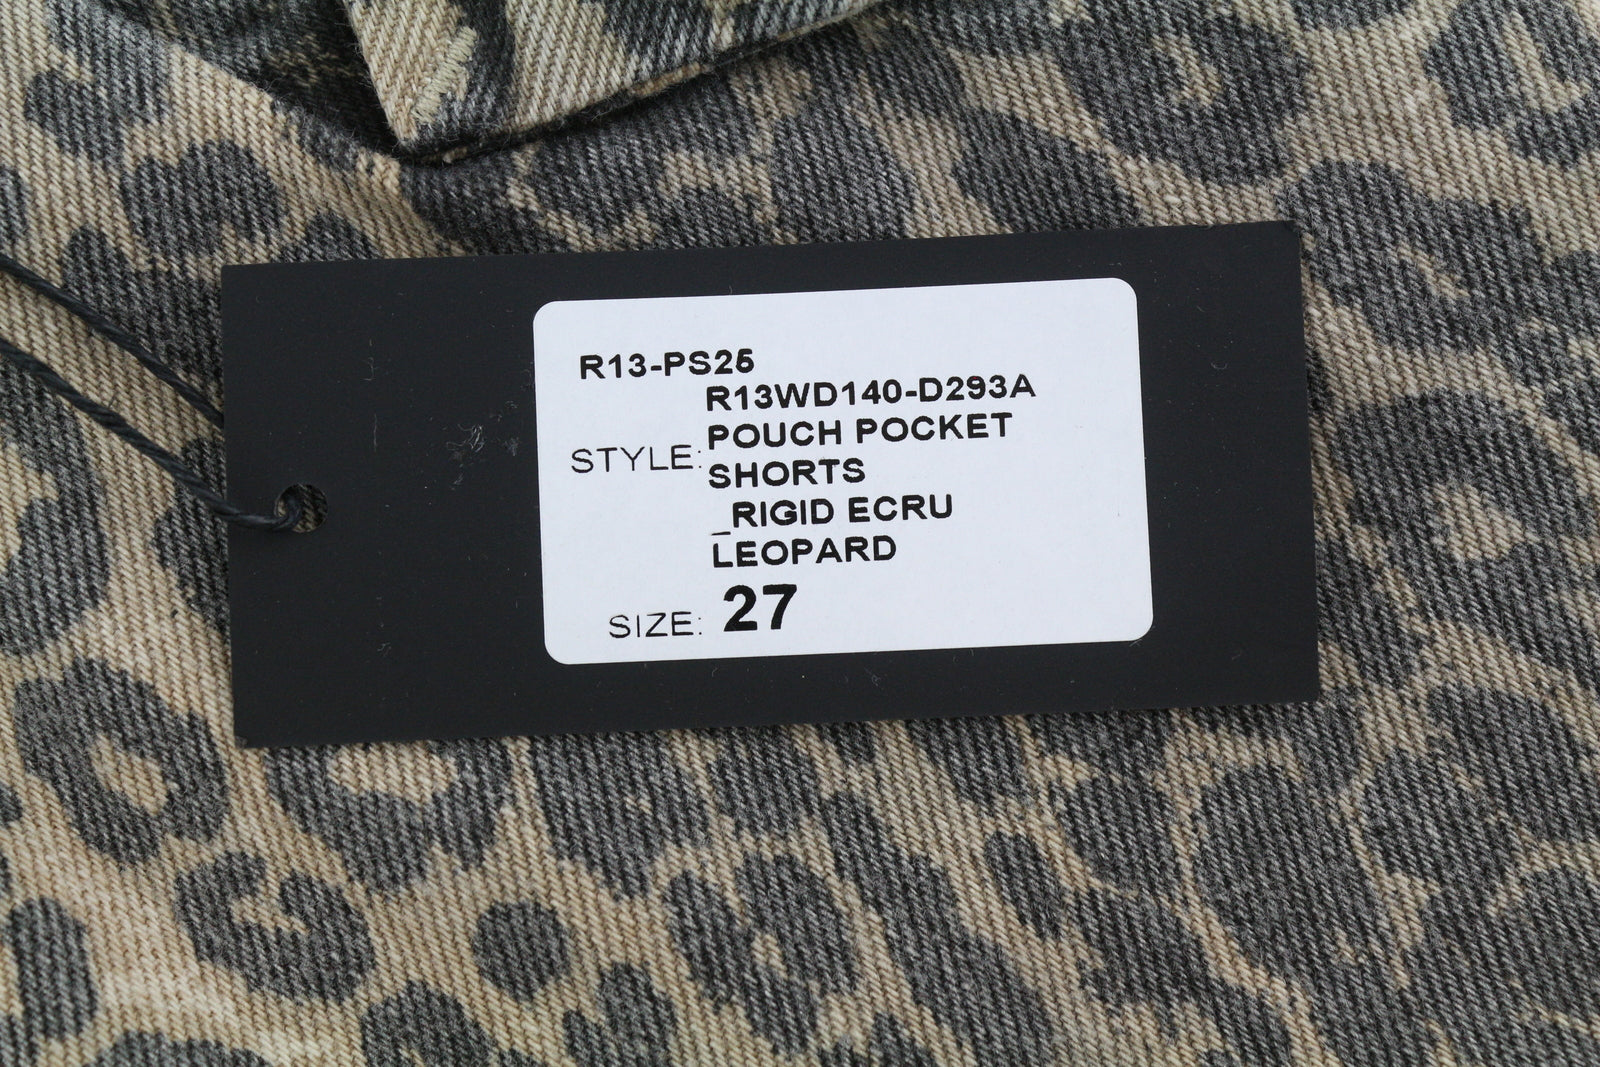 R13-PS25
R13WD140-D293A
POUCH POCKET
STYLE: SHORTS
_RIGID ECRU
LEOPARD
SIZE: 27